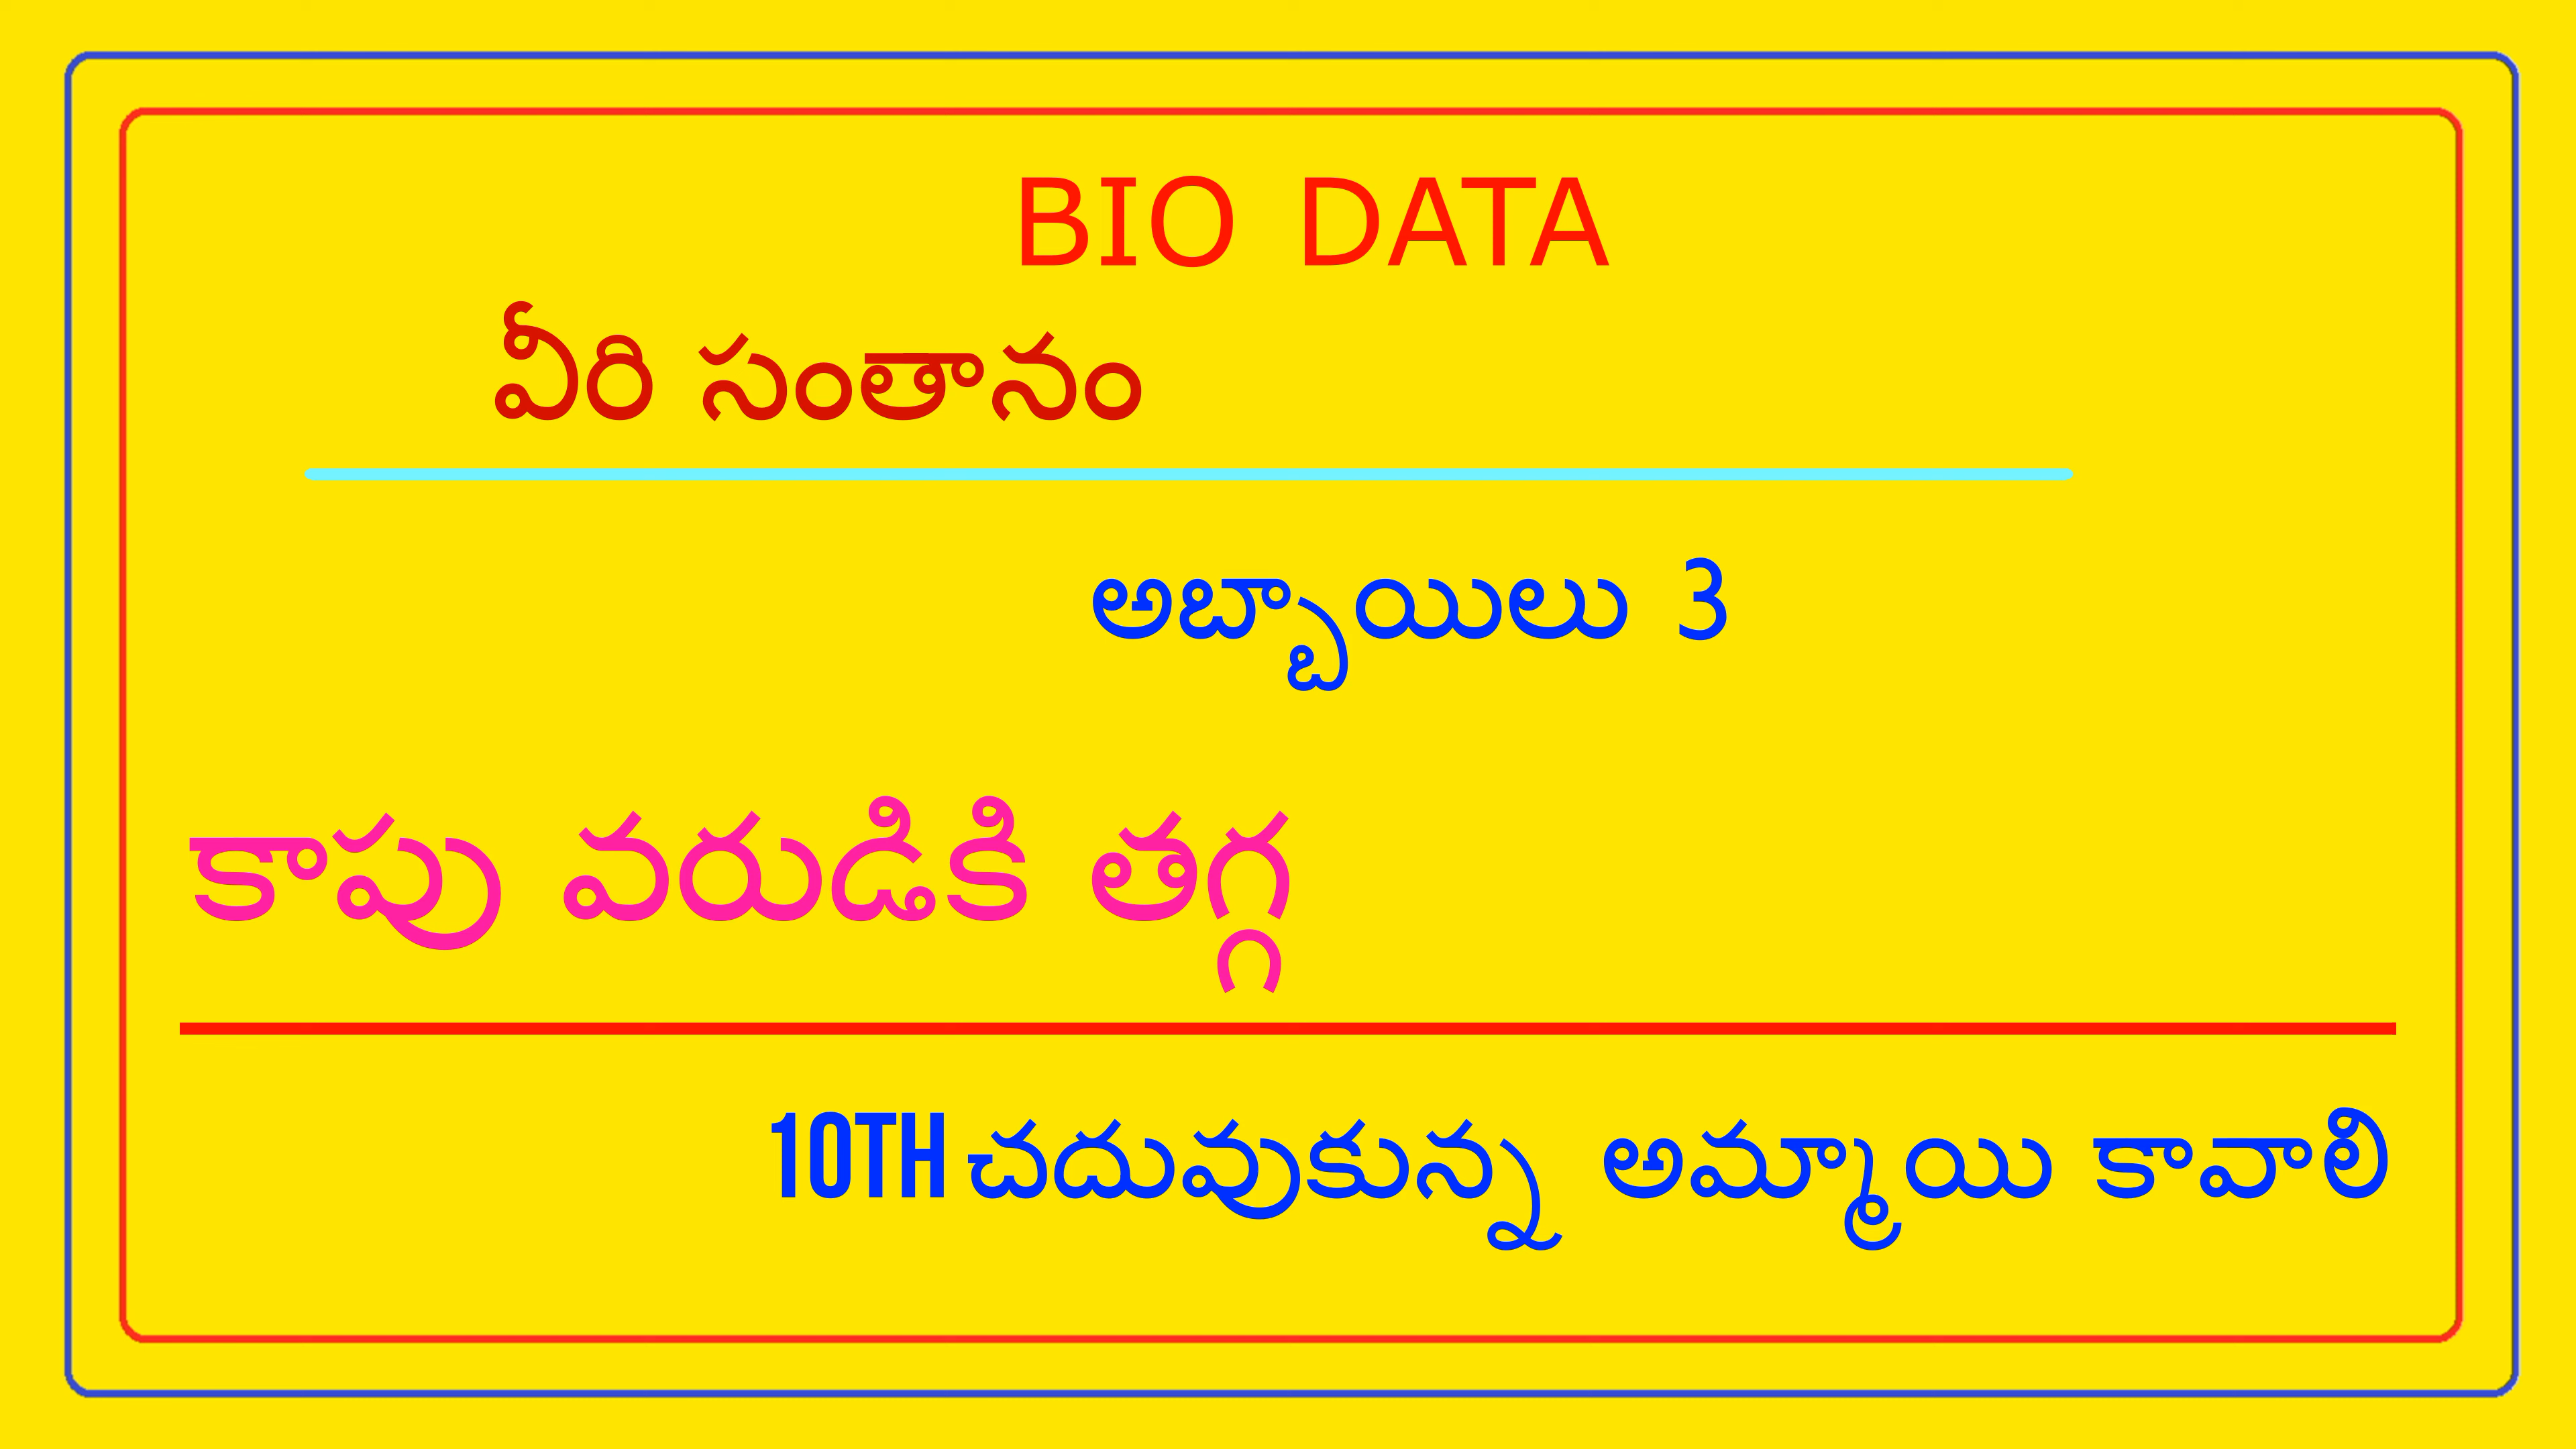 BIO DATA
వీరి సంతానం
అబ్బాయిలు 3
కాపు వరుడికి తగ్గ
10TH చదువుకున్న అమ్మాయి కావాలి